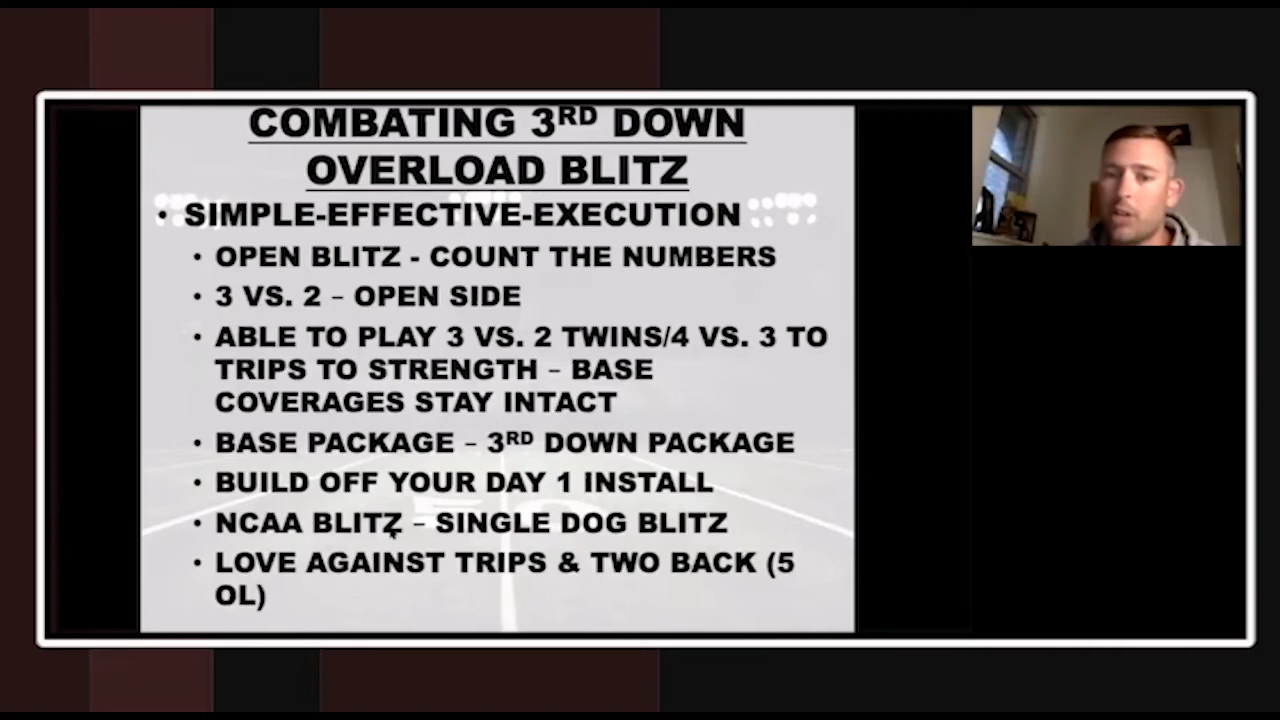 COMBATING 3RD DOWN
OVERLOAD BLITZ
• SIMPLE-EFFECTIVE-EXECUTION
• OPEN BLITZ - COUNT THE NUMBERS
• 3 VS. 2 – OPEN SIDE
• ABLE TO PLAY 3 VS. 2 TWINS/4 VS. 3 TO
TRIPS TO STRENGTH – BASE
COVERAGES STAY INTACT
• BASE PACKAGE – 3RD DOWN PACKAGE
• BUILD OFF YOUR DAY 1 INSTALL
• NCAA BLITZ – SINGLE DOG BLITZ
• LOVE AGAINST TRIPS & TWO BACK (5
OL)